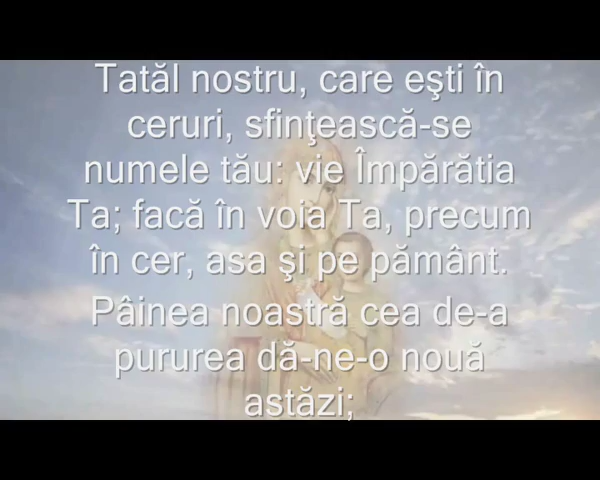 Tatăl nostru, care eşti în
ceruri, sfinţească-se
numele tău: vie Împărătia
Ta; facă în voia Ta, precum
în cer, asa şi pe pământ.
Pâinea noastră cea de-a
pururea dă-ne-o nouă
astăzi;